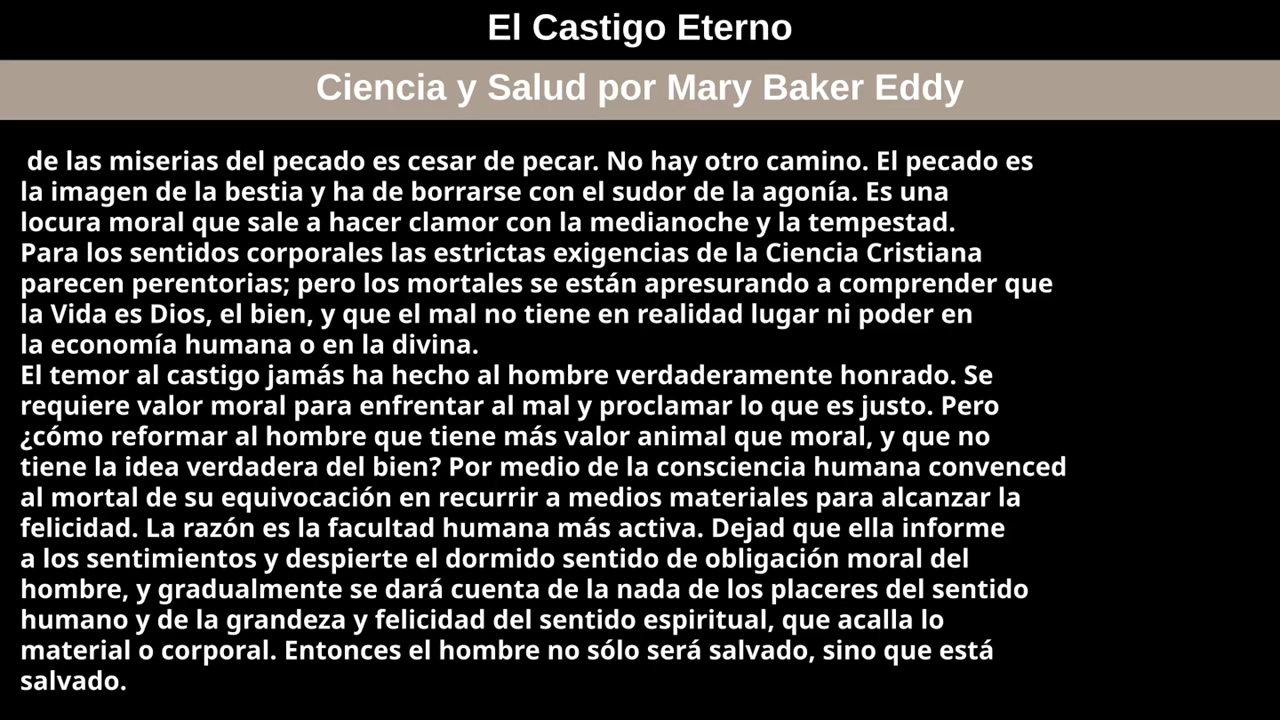 El Castigo Eterno
Ciencia y Salud por Mary Baker Eddy
de las miserias del pecado es cesar de pecar. No hay otro camino. El pecado es
la imagen de la bestia y ha de borrarse con el sudor de la agonía. Es una
locura moral que sale a hacer clamor con la medianoche y la tempestad.
Para los sentidos corporales las estrictas exigencias de la Ciencia Cristiana
parecen perentorias; pero los mortales se están apresurando a comprender que
la Vida es Dios, el bien, y que el mal no tiene en realidad lugar ni poder en
la economía humana o en la divina.
El temor al castigo jamás ha hecho al hombre verdaderamente honrado. Se
requiere valor moral para enfrentar al mal y proclamar lo que es justo. Pero
¿cómo reformar al hombre que tiene más valor animal que moral, y que no
tiene la idea verdadera del bien? Por medio de la consciencia humana convenced
al mortal de su equivocación en recurrir a medios materiales para alcanzar la
felicidad. La razón es la facultad humana más activa. Dejad que ella informe
a los sentimientos y despierte el dormido sentido de obligación moral del
hombre, y gradualmente se dará cuenta de la nada de los placeres del sentido
humano y de la grandeza y felicidad del sentido espiritual, que acalla lo
material o corporal. Entonces el hombre no sólo será salvado, sino que está
salvado.